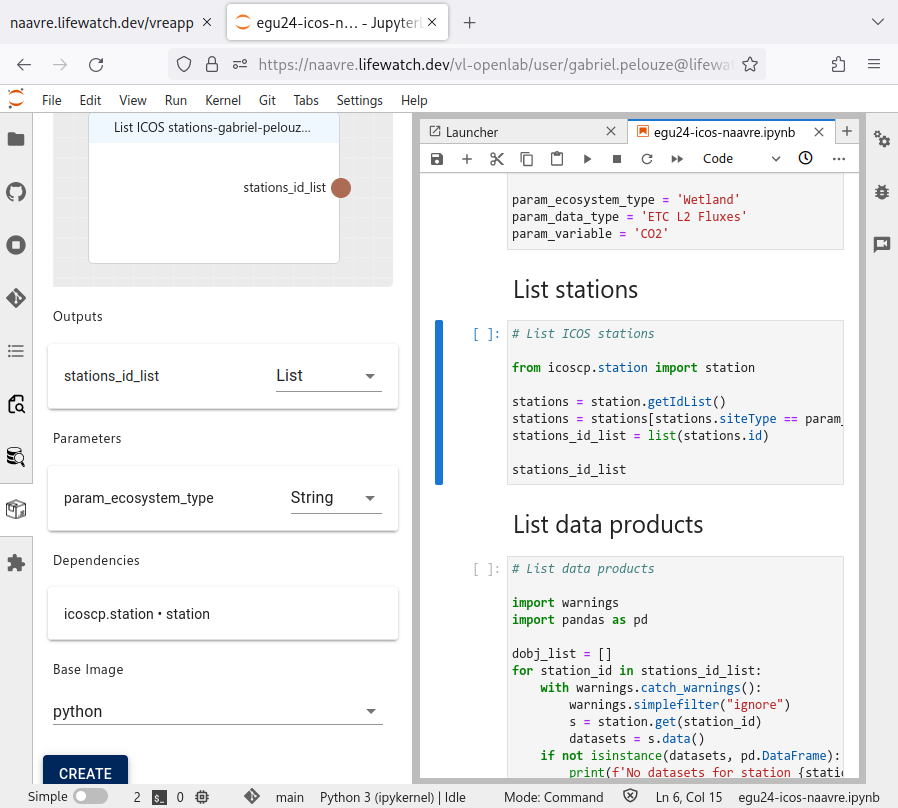 naavre.lifewatch.dev/vreapp
egu24-icos-n… - Jupyter
https://naavre.lifewatch.dev/vl-openlab/user/gabriel.pelouze@lifewat
File Edit View Run Kernel Git Tabs Settings Help
List ICOS stations-gabriel-pelouz...
stations_id_list
Outputs
stations_id_list List
Parameters
param_ecosystem_type String
Dependencies
icoscp.station • station
Base Image
python
CREATE
Launcher
egu24-icos-naavre.ipynb
Code
param_ecosystem_type = 'Wetland'
param_data_type = 'ETC L2 Fluxes'
param_variable = 'CO2'
List stations
[ ]: # List ICOS stations
from icoscp.station import station
stations = station.getIdList()
stations = stations[stations.siteType == param_
stations_id_list = list(stations.id)
stations_id_list
List data products
[ ]: # List data products
import warnings
import pandas as pd
dobj_list = []
for station_id in stations_id_list:
with warnings.catch_warnings():
warnings.simplefilter("ignore")
s = station.get(station_id)
datasets = s.data()
if not isinstance(datasets, pd.DataFrame):
print(f'No datasets for station {static
Simple 2 $_ 0 main Python 3 (ipykernel) | Idle Mode: Command Ln 6, Col 15 egu24-icos-naavre.ipynb